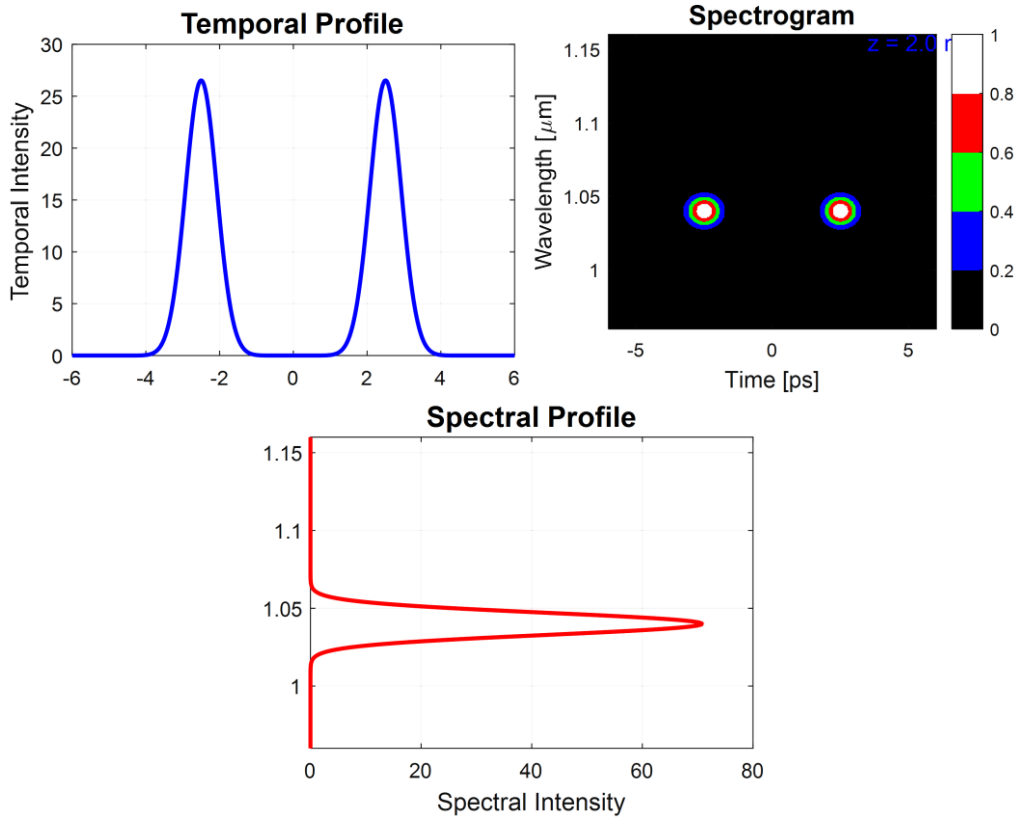 Temporal Profile
30
25
20
15
10
5
0
Temporal Intensity
-6 -4 -2 0 2 4 6
Spectrogram
z = 2.0 r
1.15
1.1
1.05
1
Wavelength [μm]
-5 0 5
Time [ps]
1
0.8
0.6
0.4
0.2
0
Spectral Profile
1.15
1.1
1.05
1
0 20 40 60 80
Spectral Intensity